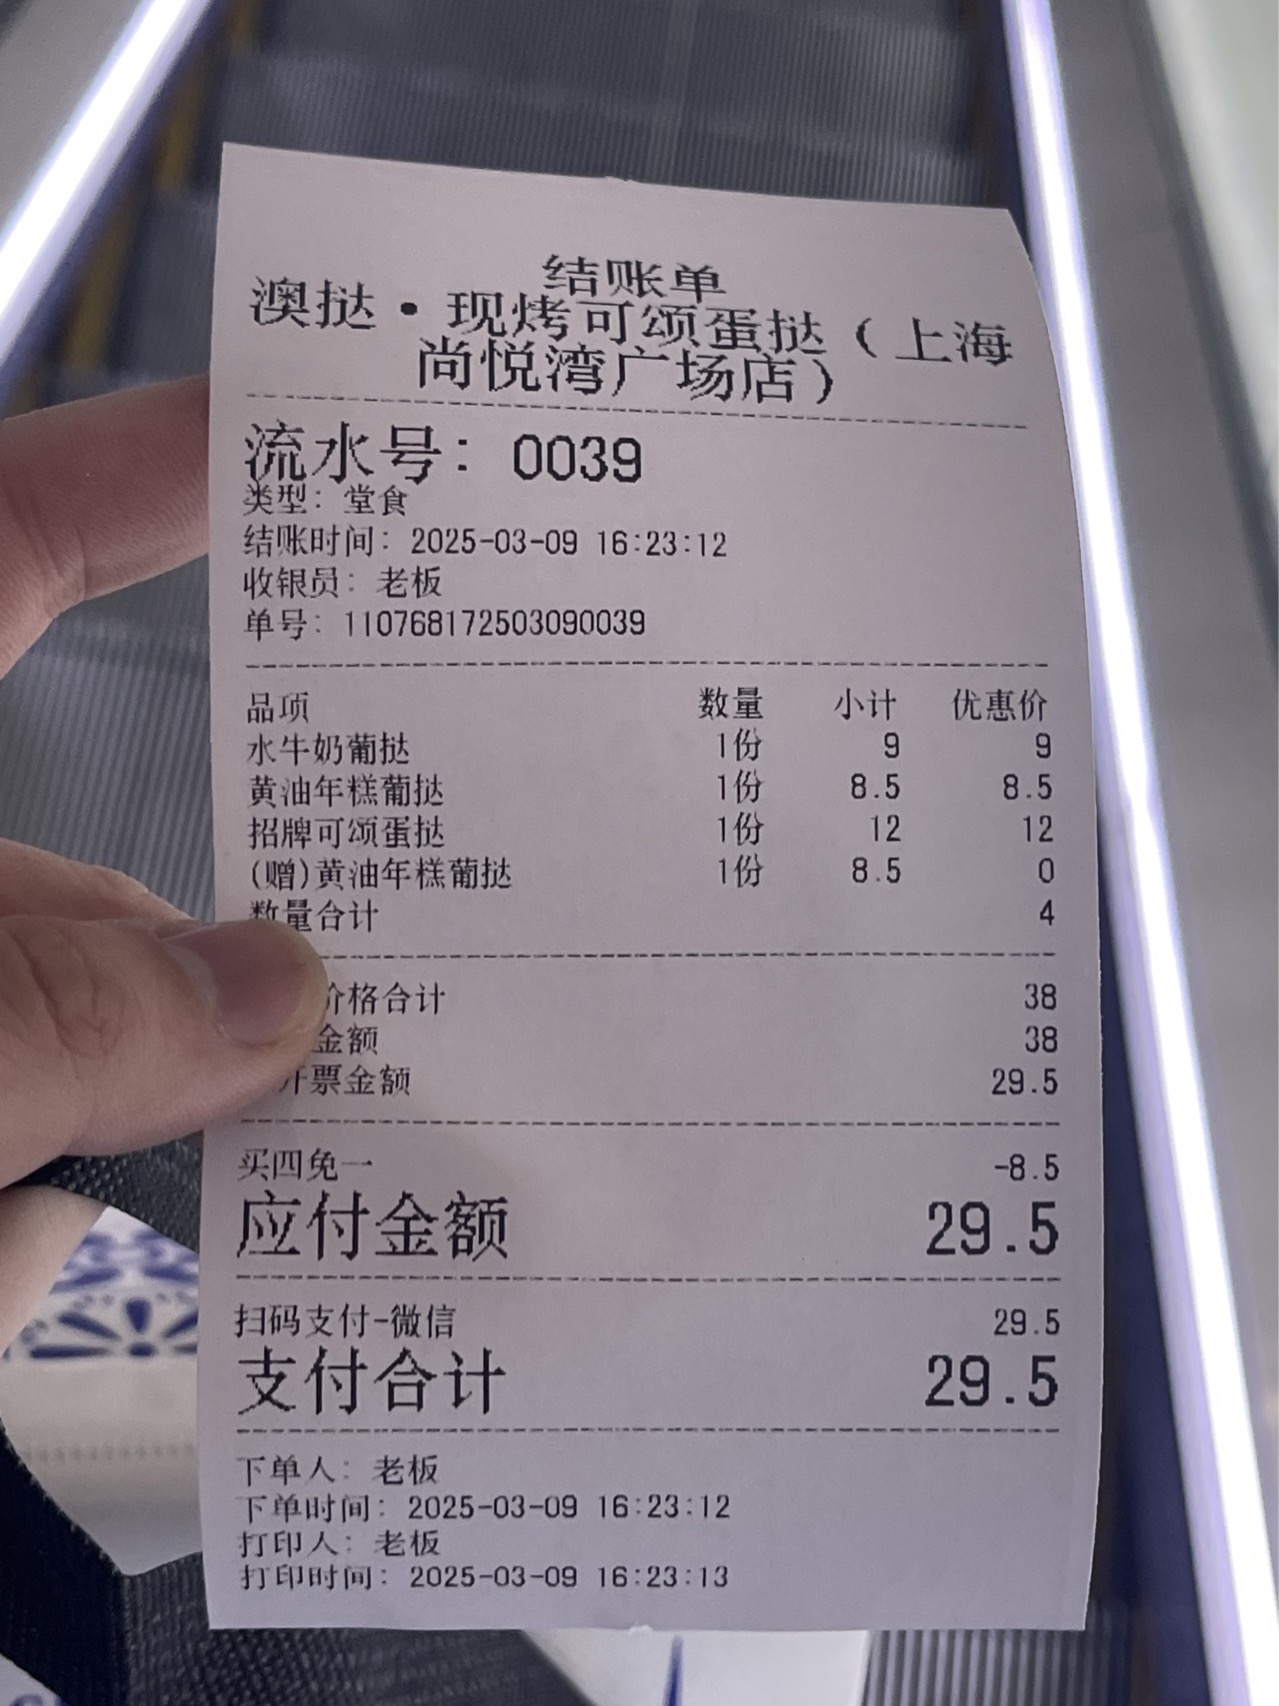 结账单
澳挞·现烤可颂蛋挞（上海
尚悦湾广场店）
流水号：0039
类型：堂食
结账时间：2025-03-09 16:23:12
收银员：老板
单号：110768172503090039
品项 数量 小计 优惠价
水牛奶葡挞 1份 9 9
黄油年糕葡挞 1份 8.5 8.5
招牌可颂蛋挞 1份 12 12
(赠)黄油年糕葡挞 1份 8.5 0
数量合计 4
价格合计 38
金额 38
开票金额 29.5
买四免一 -8.5
应付金额 29.5
扫码支付-微信 29.5
支付合计 29.5
下单人：老板
下单时间：2025-03-09 16:23:12
打印人：老板
打印时间：2025-03-09 16:23:13